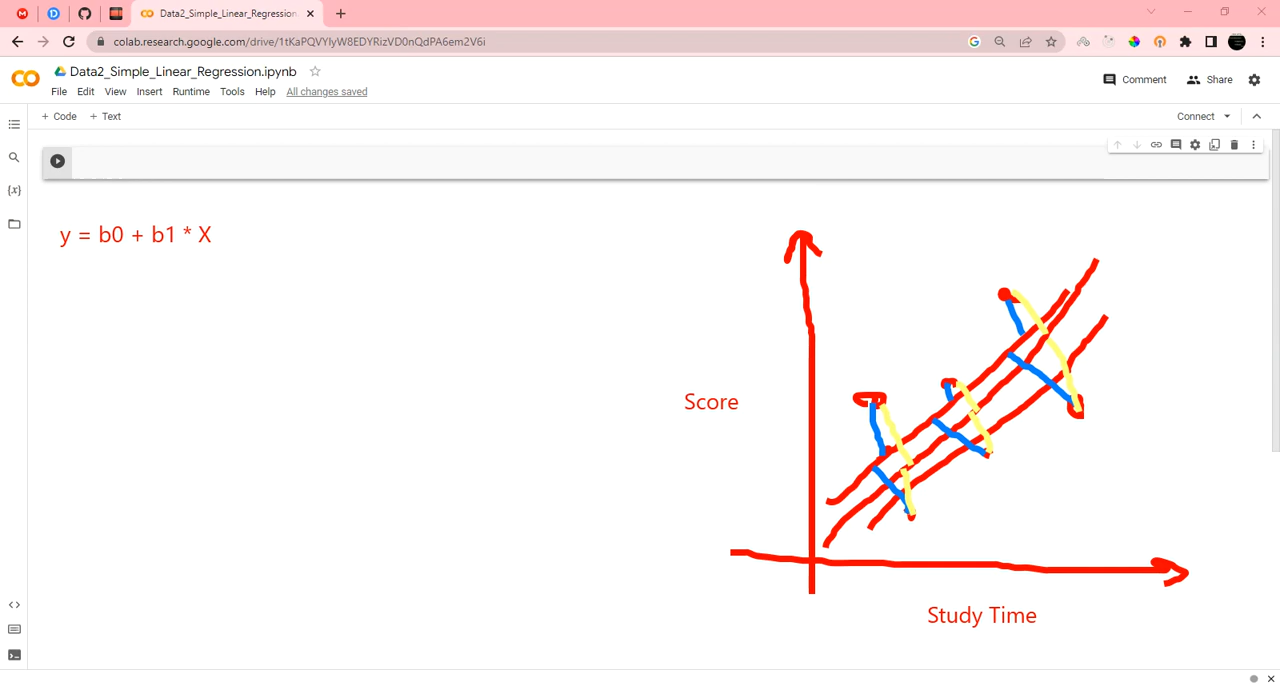 Data2_Simple_Linear_Regression.
colab.research.google.com/drive/1tKaPQVYlyW8EDYRizVD0nQdPA6em2V6i
Data2_Simple_Linear_Regression.ipynb
File Edit View Insert Runtime Tools Help All changes saved
Comment Share
+ Code + Text
Connect
{x}
y = b0 + b1 * X
Score
Study Time